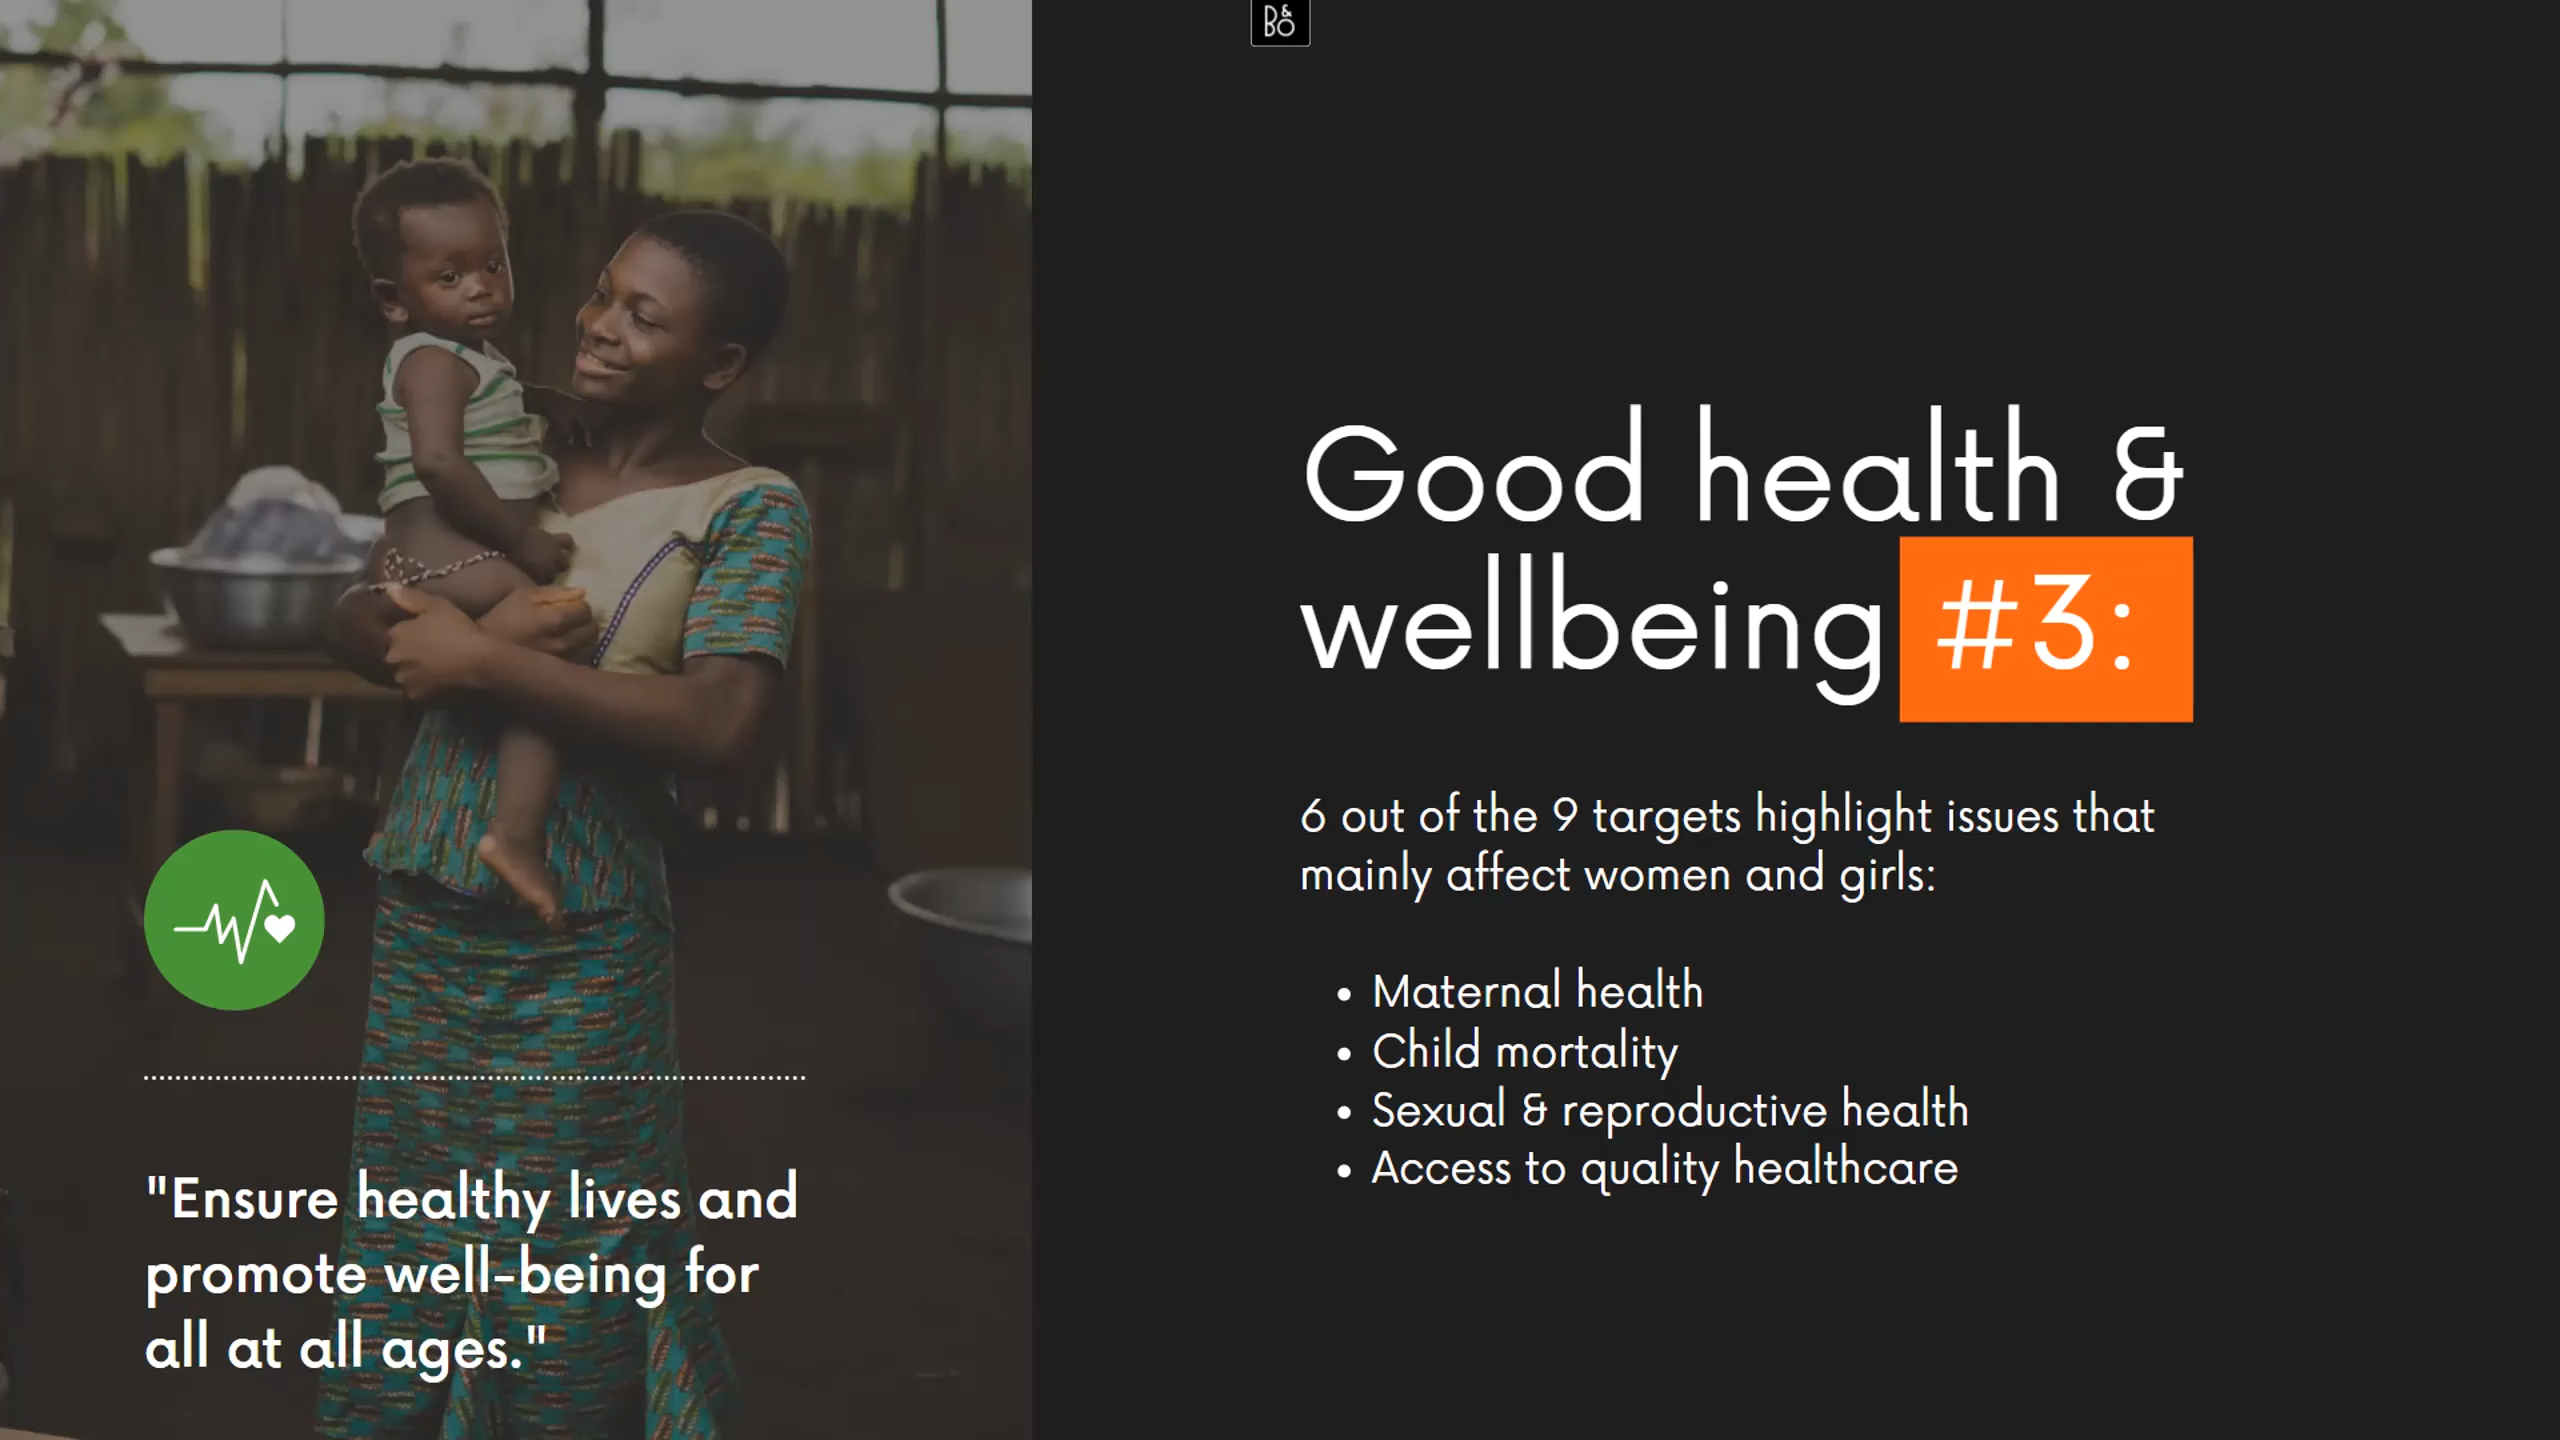 B&O
Good health &
wellbeing #3:
6 out of the 9 targets highlight issues that
mainly affect women and girls:
• Maternal health
• Child mortality
• Sexual & reproductive health
• Access to quality healthcare
"Ensure healthy lives and
promote well-being for
all at all ages."